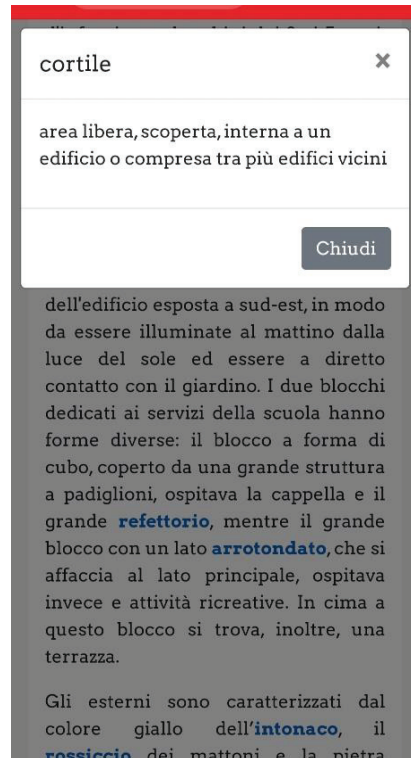 cortile
×
area libera, scoperta, interna a un
edificio o compresa tra più edifici vicini
Chiudi
dell'edificio esposta a sud-est, in modo
da essere illuminate al mattino dalla
luce del sole ed essere a diretto
contatto con il giardino. I due blocchi
dedicati ai servizi della scuola hanno
forme diverse: il blocco a forma di
cubo, coperto da una grande struttura
a padiglioni, ospitava la cappella e il
grande refettorio, mentre il grande
blocco con un lato arrotondato, che si
affaccia al lato principale, ospitava
invece e attività ricreative. In cima a
questo blocco si trova, inoltre, una
terrazza.
Gli esterni sono caratterizzati dal
colore giallo dell’intonaco, il
rossiccio dei mattoni e la pietra